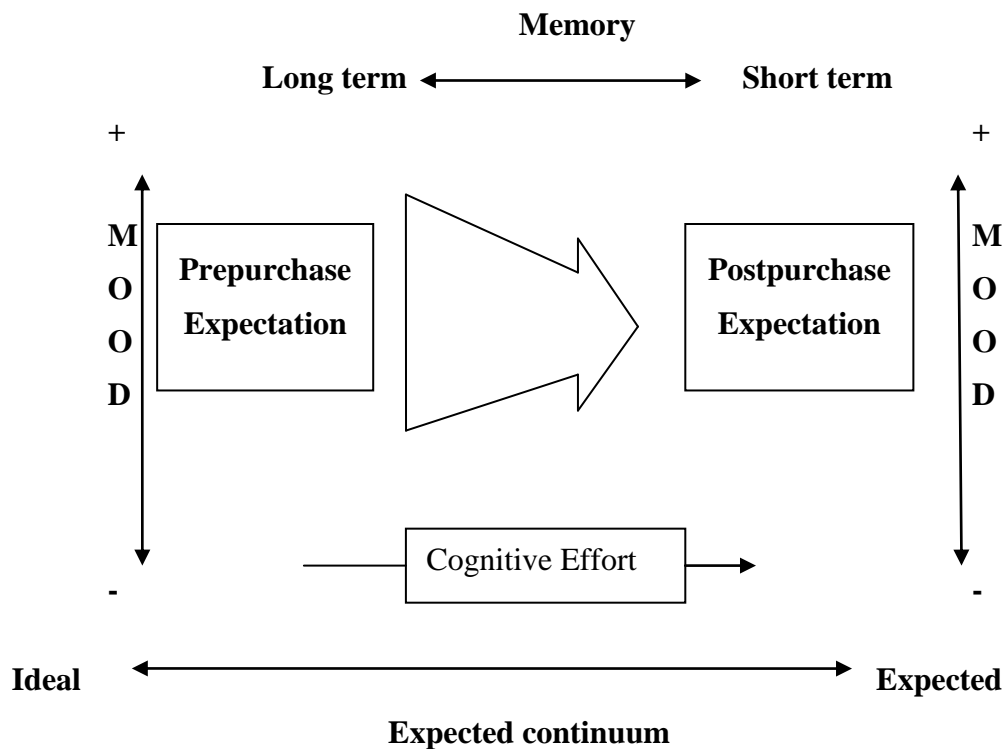 Memory
Long term Short term
+ +
M
O
O
D
Prepurchase
Expectation
Postpurchase
Expectation
M
O
O
D
Cognitive Effort
- -
Ideal Expected
Expected continuum